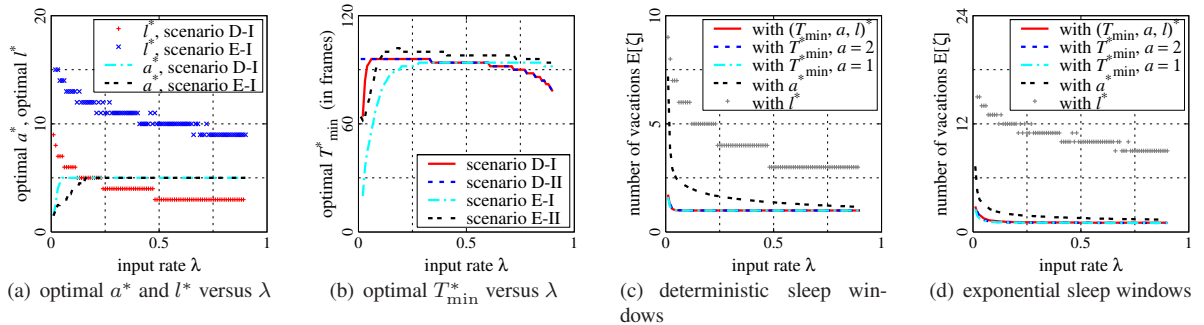 optimal a*, optimal l*
20
10
0
l*, scenario D-I
l*, scenario E-I
a*, scenario D-I
a*, scenario E-I
0 0.5 1
input rate λ
(a) optimal a* and l* versus λ
optimal T*min (in frames)
120
60
0
scenario D-I
scenario D-II
scenario E-I
scenario E-II
0 0.5 1
input rate λ
(b) optimal T*min versus λ
number of vacations E[ζ]
10
5
0
with (Tmin, a, l)*
with T*min, a = 2
with T*min, a = 1
with a*
with l*
0 0.5 1
input rate λ
(c) deterministic sleep win-
dows
number of vacations E[ζ]
24
12
0
with (Tmin, a, l)*
with T*min, a = 2
with T*min, a = 1
with a*
with l*
0 0.5 1
input rate λ
(d) exponential sleep windows